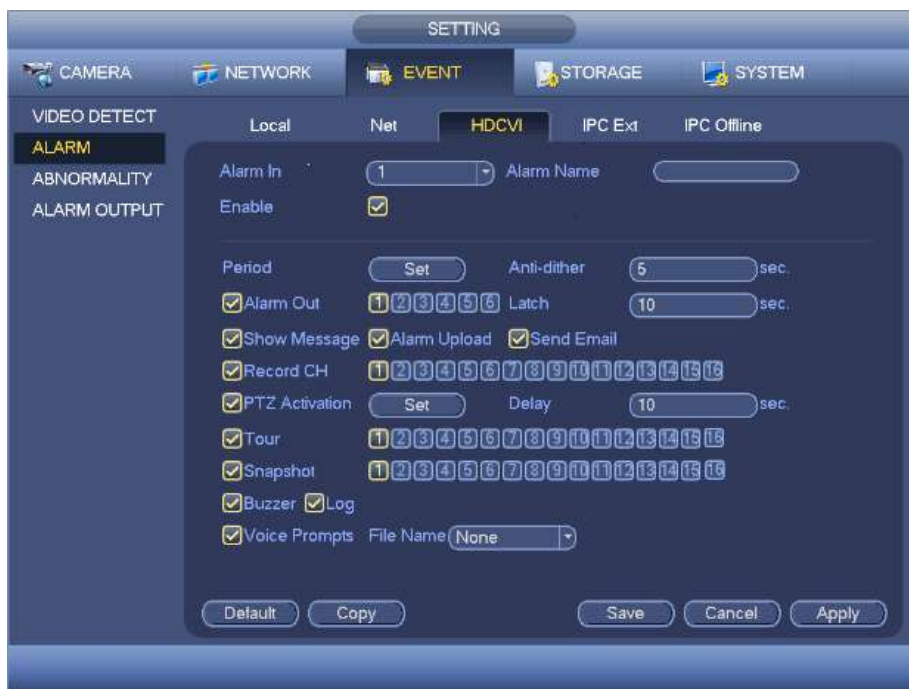 SETTING
CAMERA NETWORK EVENT STORAGE SYSTEM
VIDEO DETECT
ALARM
ABNORMALITY
ALARM OUTPUT
Local Net HDCVI IPC Ext IPC Offline
Alarm In 1 Alarm Name
Enable
Period Set Anti-dither 5 sec.
Alarm Out 1 2 3 4 5 6 Latch 10 sec.
Show Message Alarm Upload Send Email
Record CH 1 2 3 4 5 6 7 8 9 10 11 12 13 14 15 16
PTZ Activation Set Delay 10 sec.
Tour 1 2 3 4 5 6 7 8 9 10 11 12 13 14 15 16
Snapshot 1 2 3 4 5 6 7 8 9 10 11 12 13 14 15 16
Buzzer Log
Voice Prompts File Name None
Default Copy Save Cancel Apply